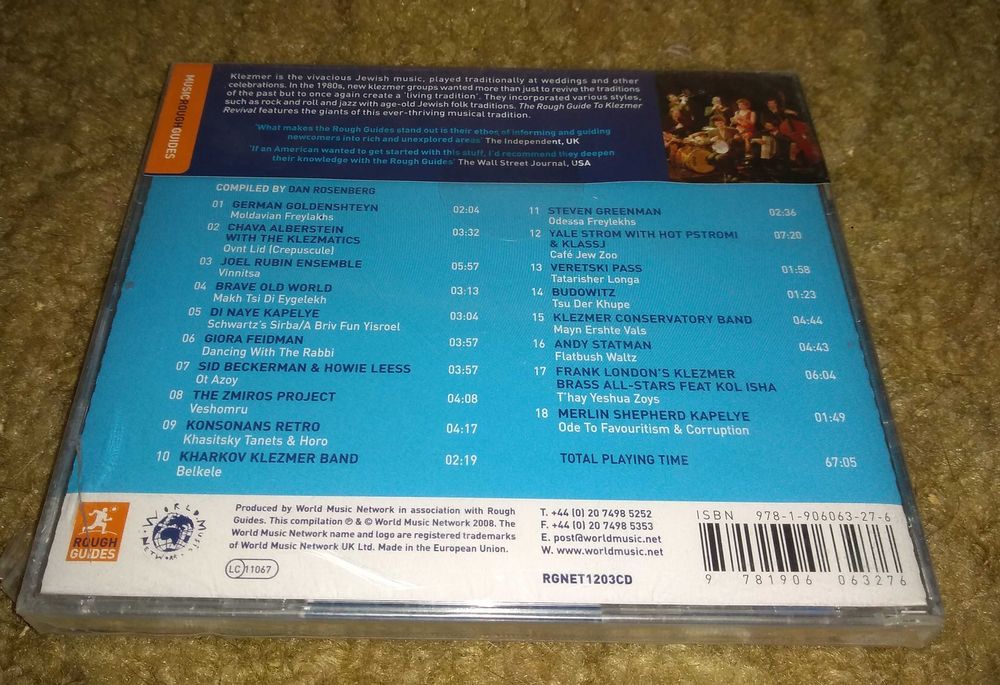 MUSICROUGHGUIDES
Klezmer is the vivacious Jewish music, played traditionally at weddings and other
celebrations. In the 1980s, new klezmer groups wanted more than just to revive the traditions
of the past but to once again create a 'living tradition'. They incorporated various styles,
such as rock and roll and jazz with age-old Jewish folk traditions. The Rough Guide To Klezmer
Revival features the giants of this ever-thriving musical tradition.
'What makes the Rough Guides stand out is their ethos of informing and guiding
newcomers into rich and unexplored areas' The Independent, UK
'If an American wanted to get started with this stuff, I'd recommend they deepen
their knowledge with the Rough Guides' The Wall Street Journal, USA
COMPILED BY DAN ROSENBERG
01 GERMAN GOLDENSHTEYN 02:04
Moldavian Freylakhs
02 CHAVA ALBERSTEIN 03:32
WITH THE KLEZMATICS
Ovnt Lid (Crepuscule)
03 JOEL RUBIN ENSEMBLE 05:57
Vinnitsa
04 BRAVE OLD WORLD 03:13
Makh Tsi Di Eygelekh
05 DI NAYE KAPELYE 03:04
Schwartz's Sirba/A Briv Fun Yisroel
06 GIORA FEIDMAN 03:57
Dancing With The Rabbi
07 SID BECKERMAN & HOWIE LEESS 03:57
Ot Azoy
08 THE ZMIROS PROJECT 04:08
Veshomru
09 KONSONANS RETRO 04:17
Khasitsky Tanets & Horo
10 KHARKOV KLEZMER BAND 02:19
Belkele
11 STEVEN GREENMAN 02:36
Odessa Freylekhs
12 YALE STROM WITH HOT PSTROMI 07:20
& KLASSJ
Café Jew Zoo
13 VERETSKI PASS 01:58
Tatarisher Longa
14 BUDOWITZ 01:23
Tsu Der Khupe
15 KLEZMER CONSERVATORY BAND 04:44
Mayn Ershte Vals
16 ANDY STATMAN 04:43
Flatbush Waltz
17 FRANK LONDON'S KLEZMER 06:04
BRASS ALL-STARS FEAT KOL ISHA
T'hay Yeshua Zoys
18 MERLIN SHEPHERD KAPELYE 01:49
Ode To Favouritism & Corruption
TOTAL PLAYING TIME 67:05
ROUGH
GUIDES
WORLD MUSIC NETWORK
Produced by World Music Network in association with Rough
Guides. This compilation ℗ & © World Music Network 2008. The
World Music Network name and logo are registered trademarks
of World Music Network UK Ltd. Made in the European Union.
LC 11067
T. +44 (0) 20 7498 5252
F. +44 (0) 20 7498 5353
E. post@worldmusic.net
W. www.worldmusic.net
RGNET1203CD
ISBN 978-1-906063-27-6
9 781906 063276